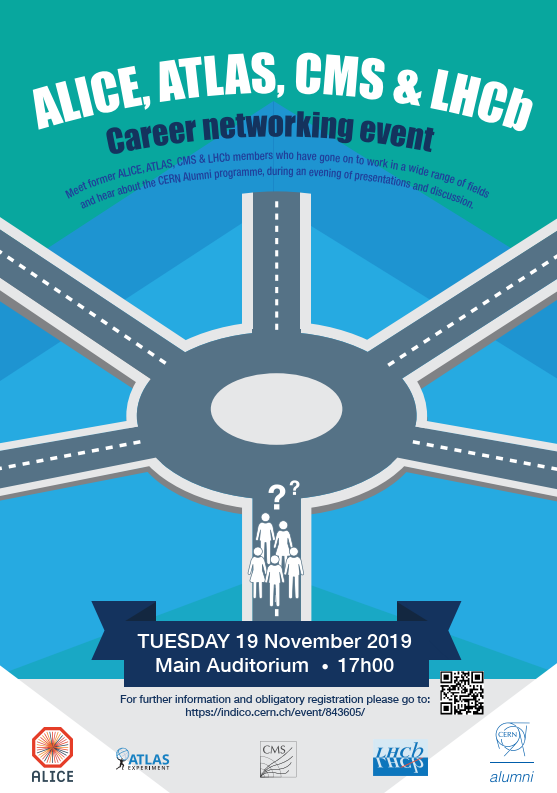 ALICE, ATLAS, CMS & LHCb
Career networking event
Meet former ALICE. ATLAS, CMS & LHCb members who have gone on to work in a wide range of fields
and hear about the CERN Alumni programme, during an evening of presentations and discussion.
? ?
TUESDAY 19 November 2019
Main Auditorium • 17h00
For further information and obligatory registration please go to:
https://indico.cern.ch/event/843605/
ALICE
ATLAS
EXPERIMENT
CMS
LHCb
LHCb
CERN
alumni